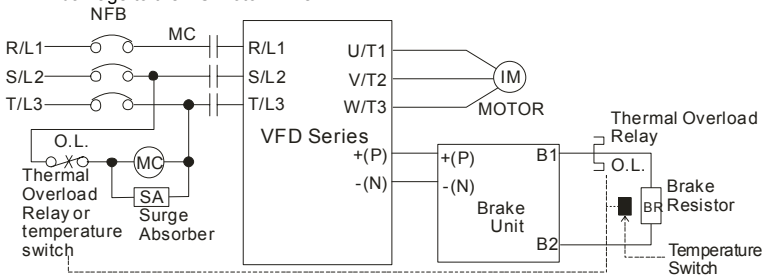 NFB
MC
R/L1
R/L1
U/T1
S/L2
S/L2
V/T2
IM
T/L3
T/L3
W/T3
MOTOR
VFD Series
Thermal Overload
Relay
O.L.
O.L.
MC
+(P)
+(P)
B1
-(N)
-(N)
Thermal
Overload
Relay or
temperature
switch
SA
Surge
Absorber
Brake
Unit
BR
Brake
Resistor
B2
Temperature
Switch